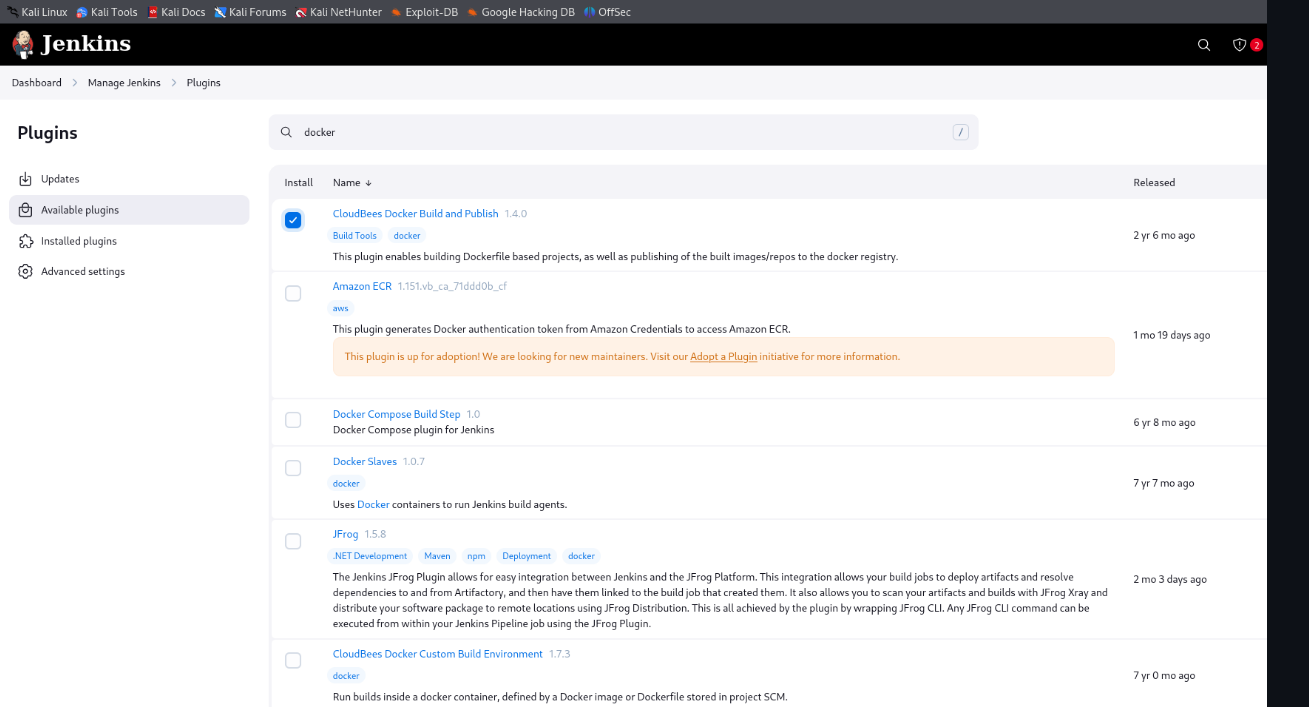 Kali Linux Kali Tools Kali Docs Kali Forums Kali NetHunter Exploit-DB Google Hacking DB OffSec
Jenkins
2
Dashboard Manage Jenkins Plugins
Plugins
docker /
Updates
Available plugins
Installed plugins
Advanced settings
Install Name ↓ Released
CloudBees Docker Build and Publish 1.4.0
Build Tools docker
This plugin enables building Dockerfile based projects, as well as publishing of the built images/repos to the docker registry.
2 yr 6 mo ago
Amazon ECR 1.151.vb_ca_71ddd0b_cf
aws
This plugin generates Docker authentication token from Amazon Credentials to access Amazon ECR.
This plugin is up for adoption! We are looking for new maintainers. Visit our Adopt a Plugin initiative for more information.
1 mo 19 days ago
Docker Compose Build Step 1.0
Docker Compose plugin for Jenkins
6 yr 8 mo ago
Docker Slaves 1.0.7
docker
Uses Docker containers to run Jenkins build agents.
7 yr 7 mo ago
JFrog 1.5.8
.NET Development Maven npm Deployment docker
The Jenkins JFrog Plugin allows for easy integration between Jenkins and the JFrog Platform. This integration allows your build jobs to deploy artifacts and resolve
dependencies to and from Artifactory, and then have them linked to the build job that created them. It also allows you to scan your artifacts and builds with JFrog Xray and
distribute your software package to remote locations using JFrog Distribution. This is all achieved by the plugin by wrapping JFrog CLI. Any JFrog CLI command can be
executed from within your Jenkins Pipeline job using the JFrog Plugin.
2 mo 3 days ago
CloudBees Docker Custom Build Environment 1.7.3
docker
Run builds inside a docker container, defined by a Docker image or Dockerfile stored in project SCM.
7 yr 0 mo ago